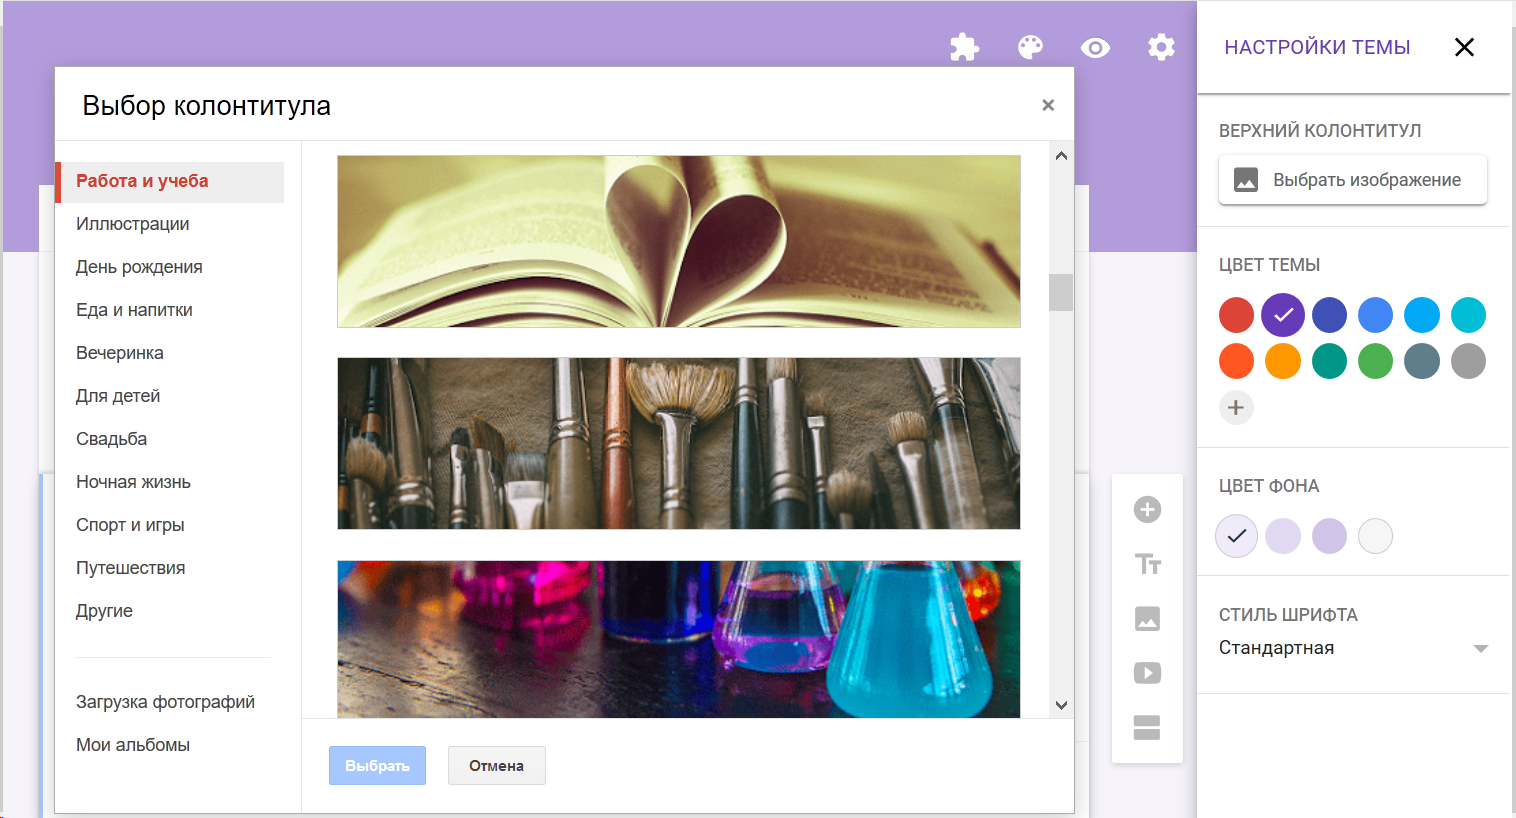 НАСТРОЙКИ ТЕМЫ
Выбор колонтитула
Работа и учеба
Иллюстрации
День рождения
Еда и напитки
Вечеринка
Для детей
Свадьба
Ночная жизнь
Спорт и игры
Путешествия
Другие
Загрузка фотографий
Мои альбомы
Выбрать
Отмена
ВЕРХНИЙ КОЛОНТИТУЛ
Выбрать изображение
ЦВЕТ ТЕМЫ
ЦВЕТ ФОНА
СТИЛЬ ШРИФТА
Стандартная